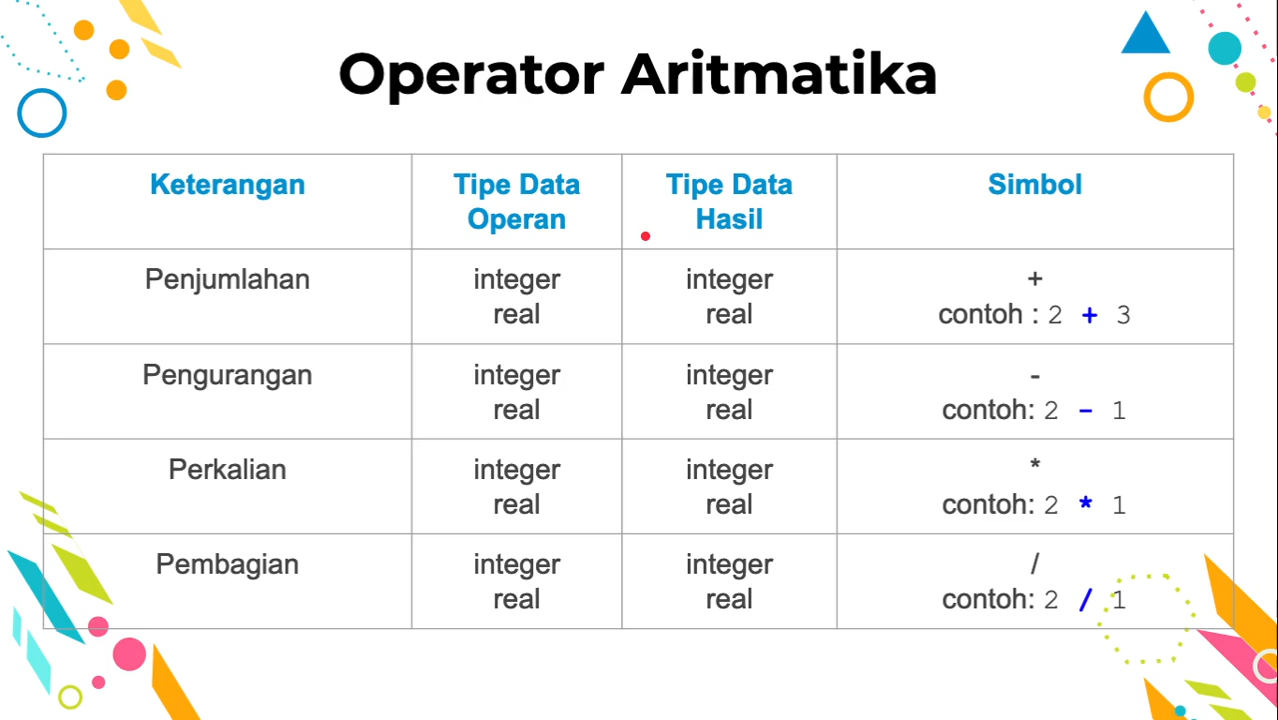 Operator Aritmatika
Keterangan
Tipe Data
Operan
Tipe Data
Hasil
Simbol
Penjumlahan
integer
real
integer
real
+
contoh : 2 + 3
Pengurangan
integer
real
integer
real
-
contoh: 2 - 1
Perkalian
integer
real
integer
real
*
contoh: 2 * 1
Pembagian
integer
real
integer
real
/
contoh: 2 / 1